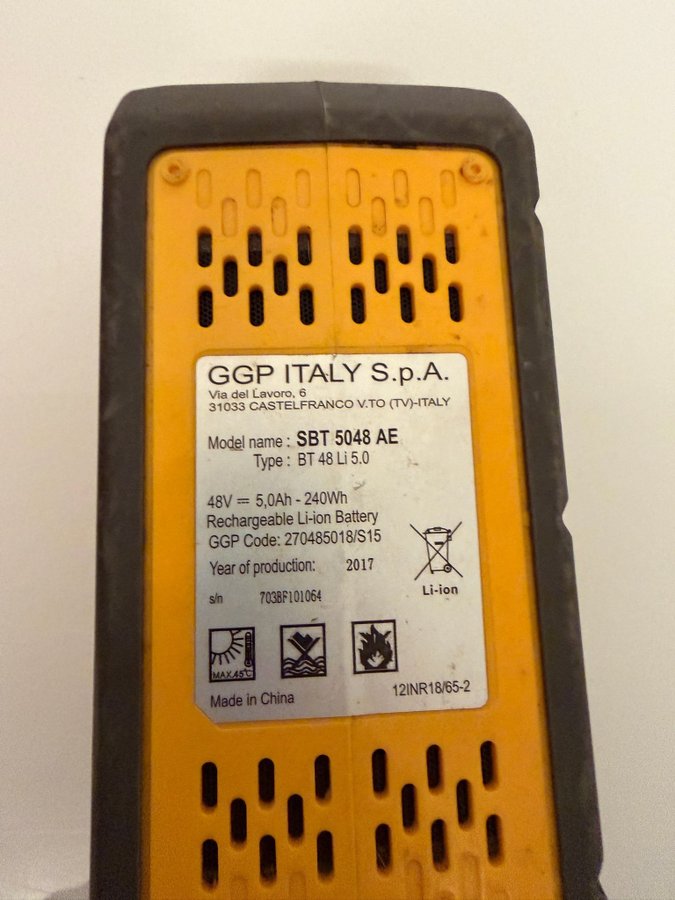 GGP ITALY S.p.A.
Via del Lavoro, 6
31033 CASTELFRANCO V.TO (TV)-ITALY
Model name : SBT 5048 AE
Type : BT 48 Li 5.0
48V ⎓ 5,0Ah - 240Wh
Rechargeable Li-ion Battery
GGP Code: 270485018/S15
Year of production: 2017
s/n 703BF101064
Li-ion
MAX.45℃
Made in China
12INR18/65-2